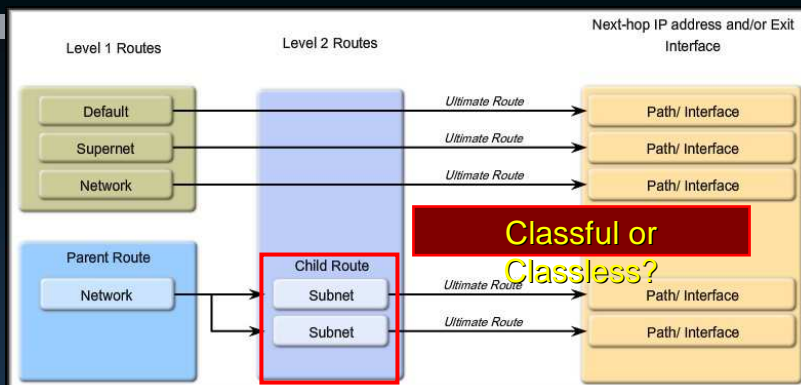 Level 1 Routes
Level 2 Routes
Next-hop IP address and/or Exit
Interface
Default
Ultimate Route
Path/ Interface
Supernet
Ultimate Route
Path/ Interface
Network
Ultimate Route
Path/ Interface
Classful or
Classless?
Parent Route
Child Route
Network
Subnet
Ultimate Route
Path/ Interface
Subnet
Ultimate Route
Path/ Interface